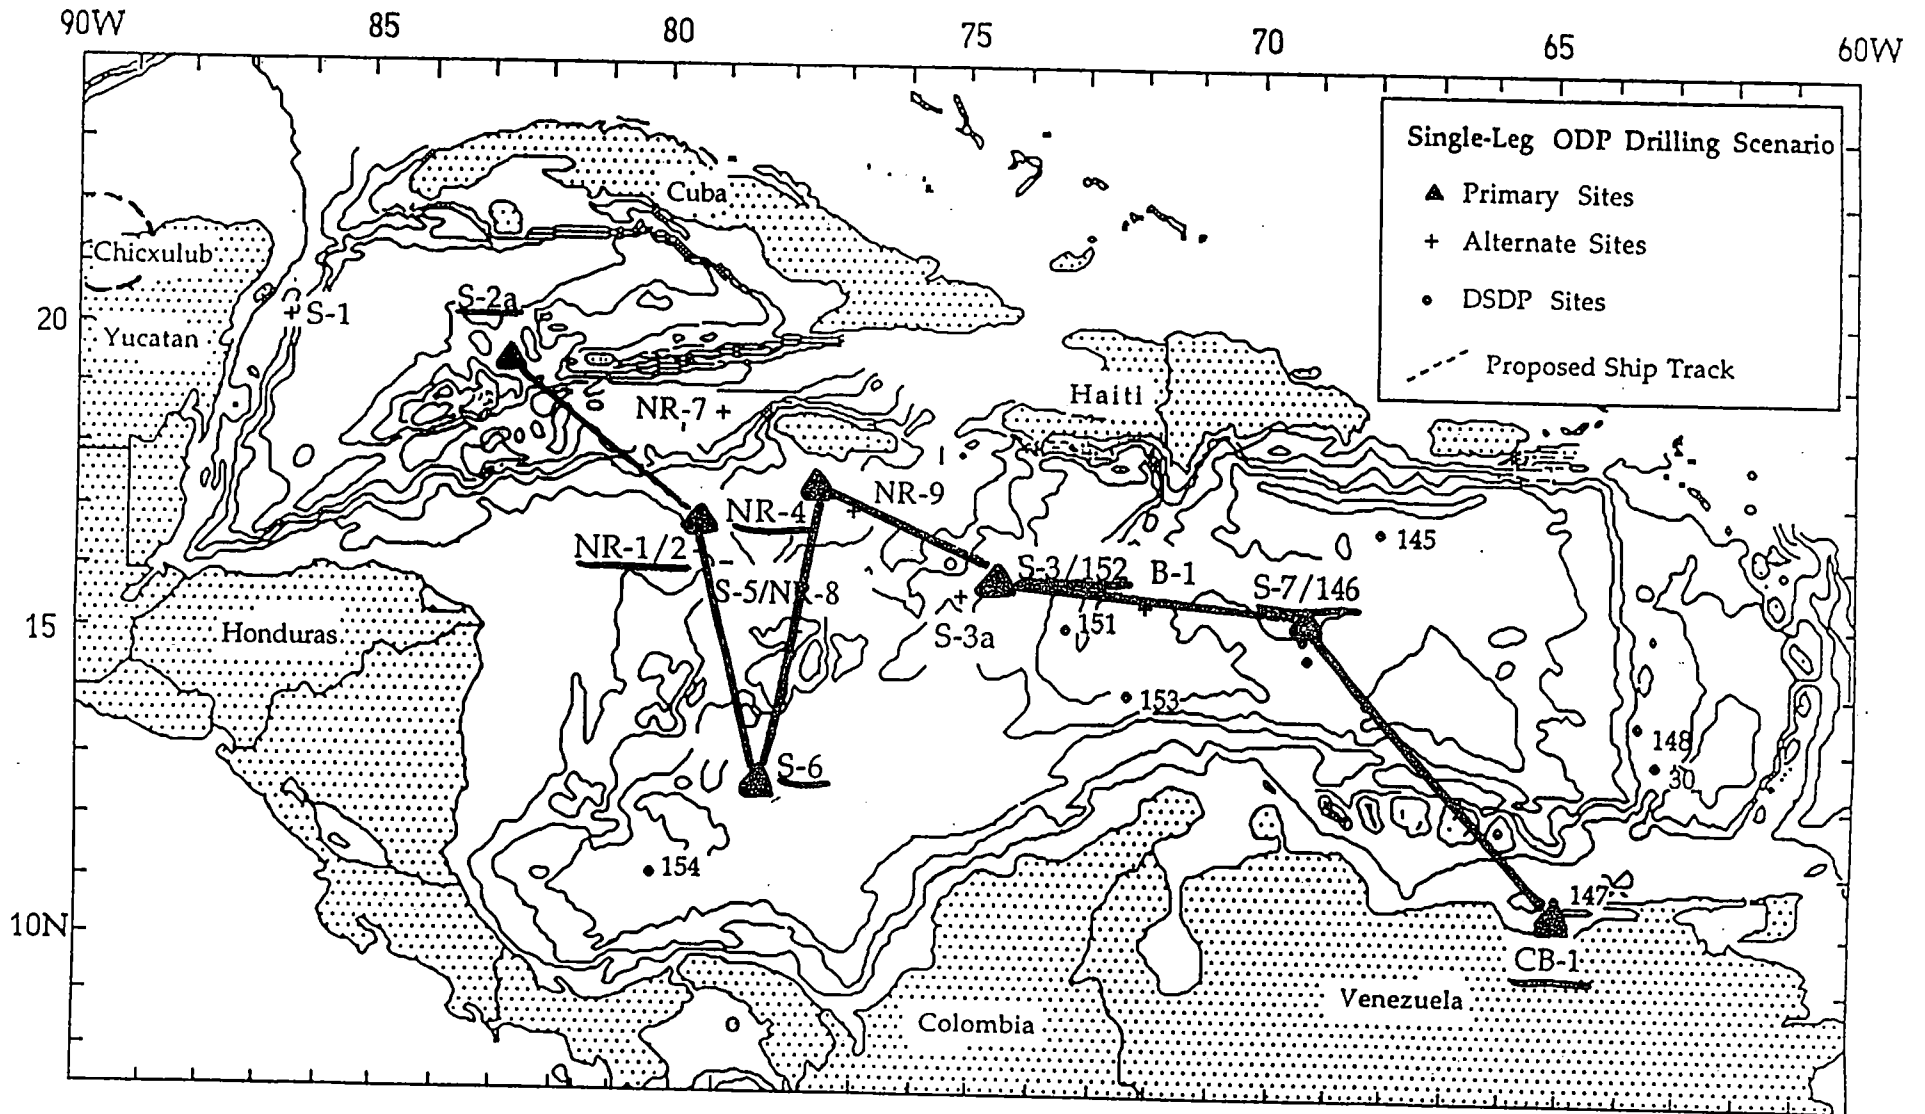 90W 85 80 75 70 65 60W
Single-Leg ODP Drilling Scenario
Primary Sites
+ Alternate Sites
DSDP Sites
Proposed Ship Track
Cuba
Chicxulub
S-2a
S-1
20
Yucatan
Haiti
NR-7 +
NR-9
NR-4
145
NR-1/2
S-3/152
B-1
S-7/146
S-5/NR-8
15
Honduras
151
S-3a
153
148
30
S-6
154
147
10N
CB-1
Venezuela
Colombia